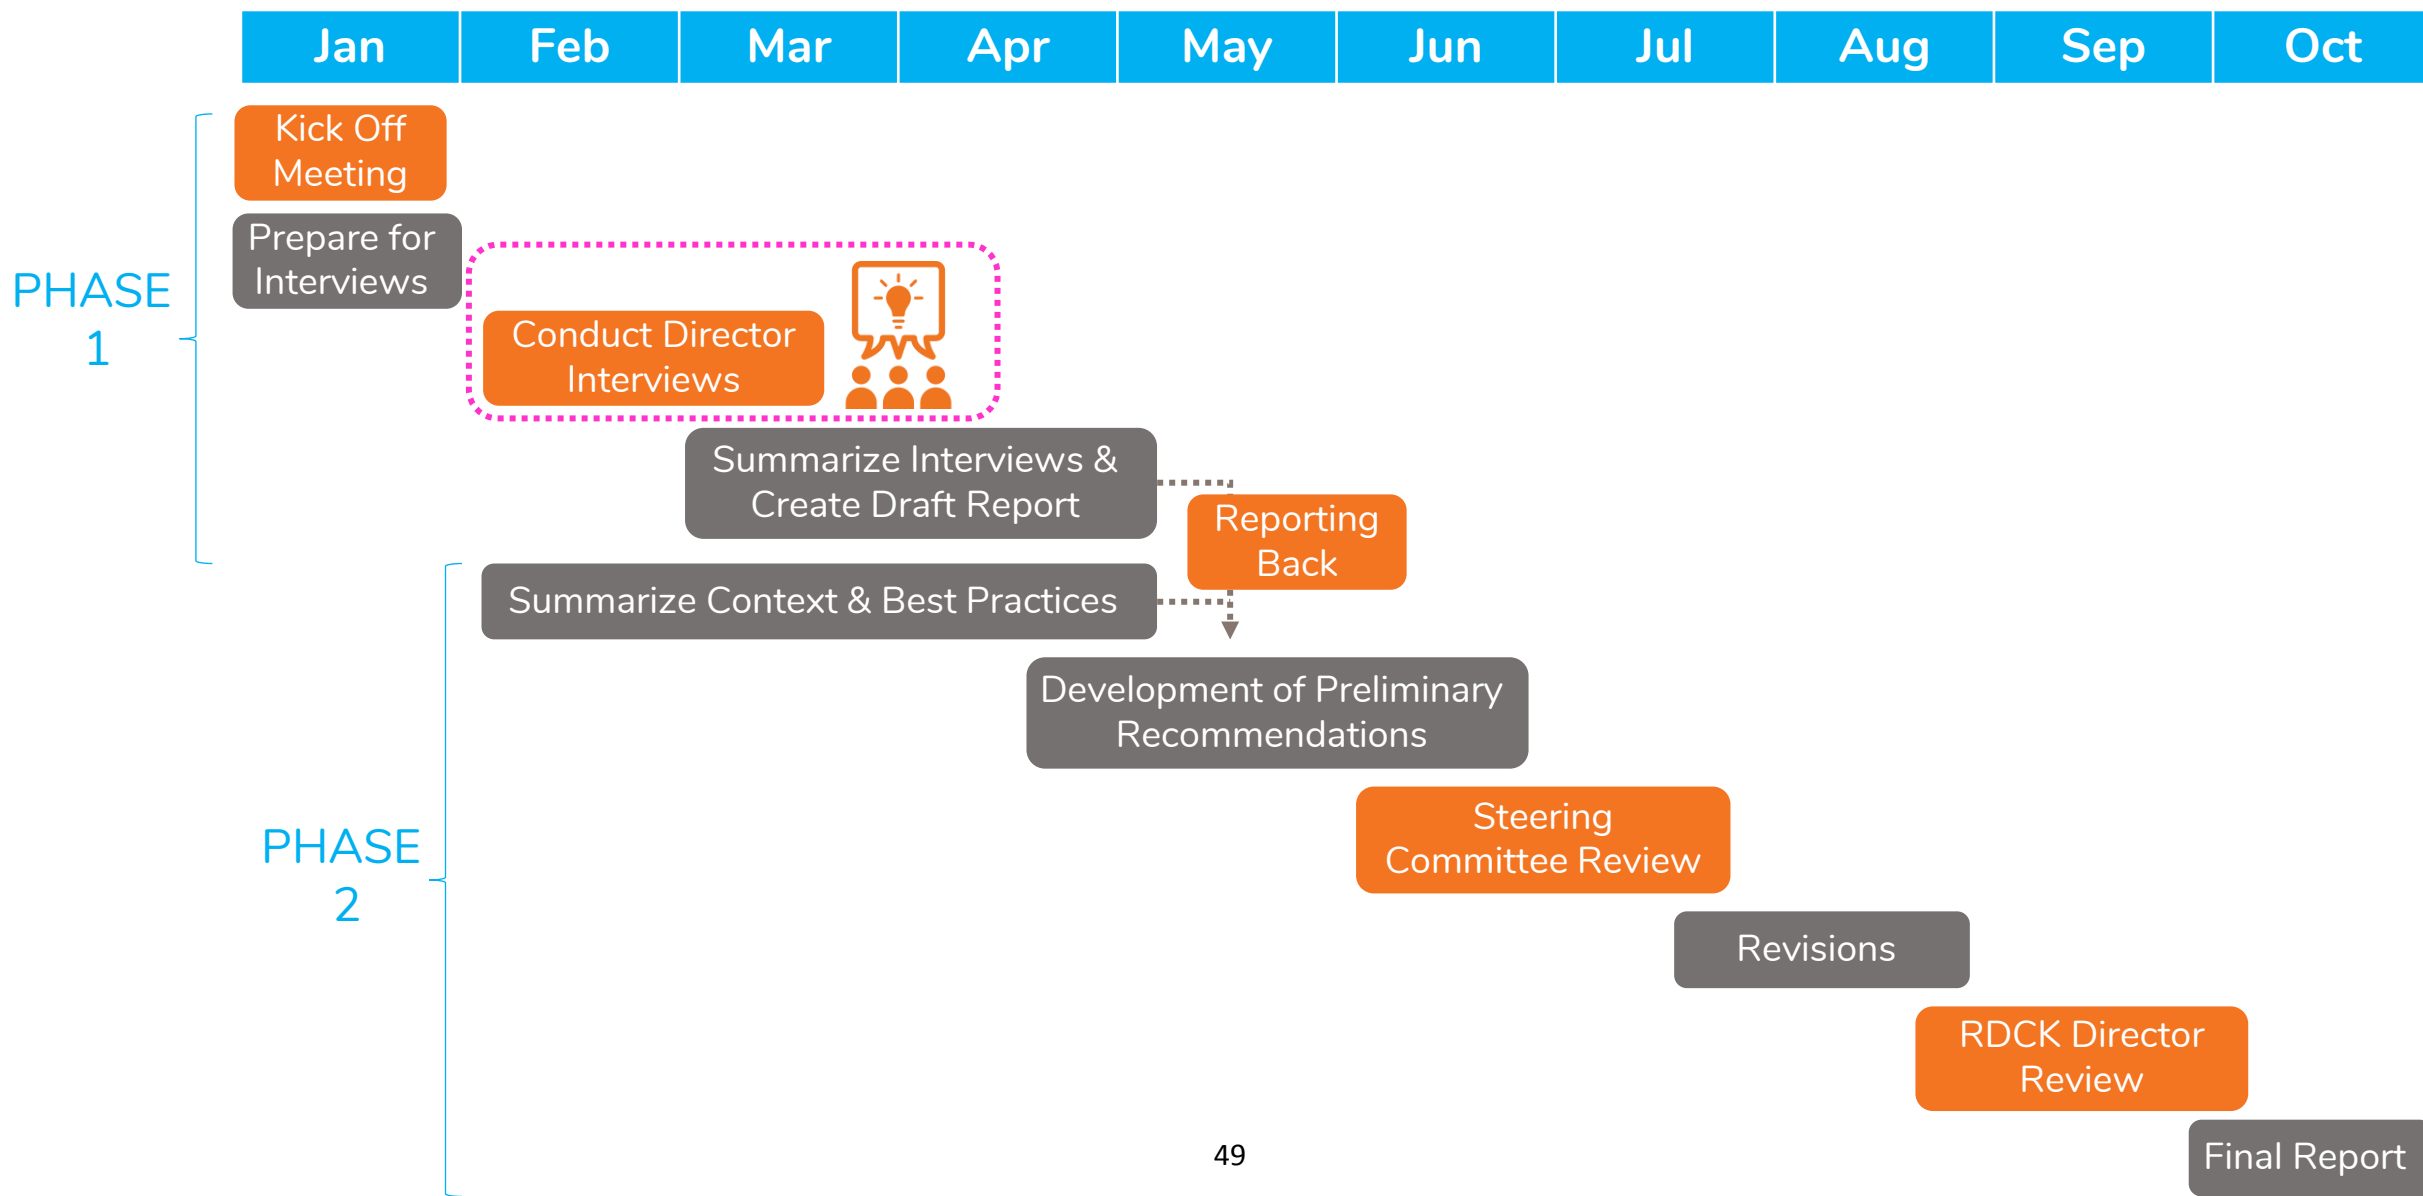 Jan Feb Mar Apr May Jun Jul Aug Sep Oct
Kick Off
Meeting
Prepare for
Interviews
PHASE
1
Conduct Director
Interviews
Summarize Interviews &
Create Draft Report
Reporting
Back
Summarize Context & Best Practices
Development of Preliminary
Recommendations
PHASE
2
Steering
Committee Review
Revisions
RDCK Director
Review
Final Report
49